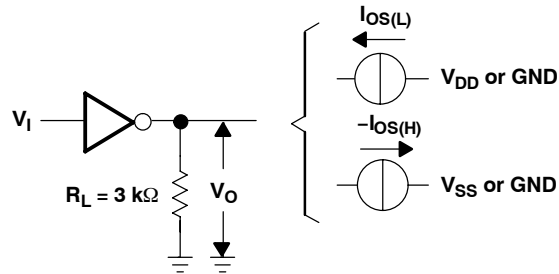 I_OS(L)
V_DD or GND
–I_OS(H)
V_SS or GND
V_I
R_L = 3 kΩ
V_O